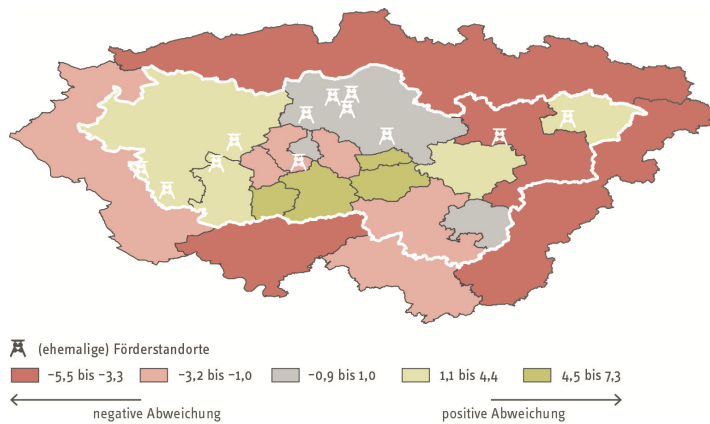 (ehemalige) Förderstandorte
−5,5 bis −3,3
−3,2 bis −1,0
−0,9 bis 1,0
1,1 bis 4,4
4,5 bis 7,3
negative Abweichung
positive Abweichung